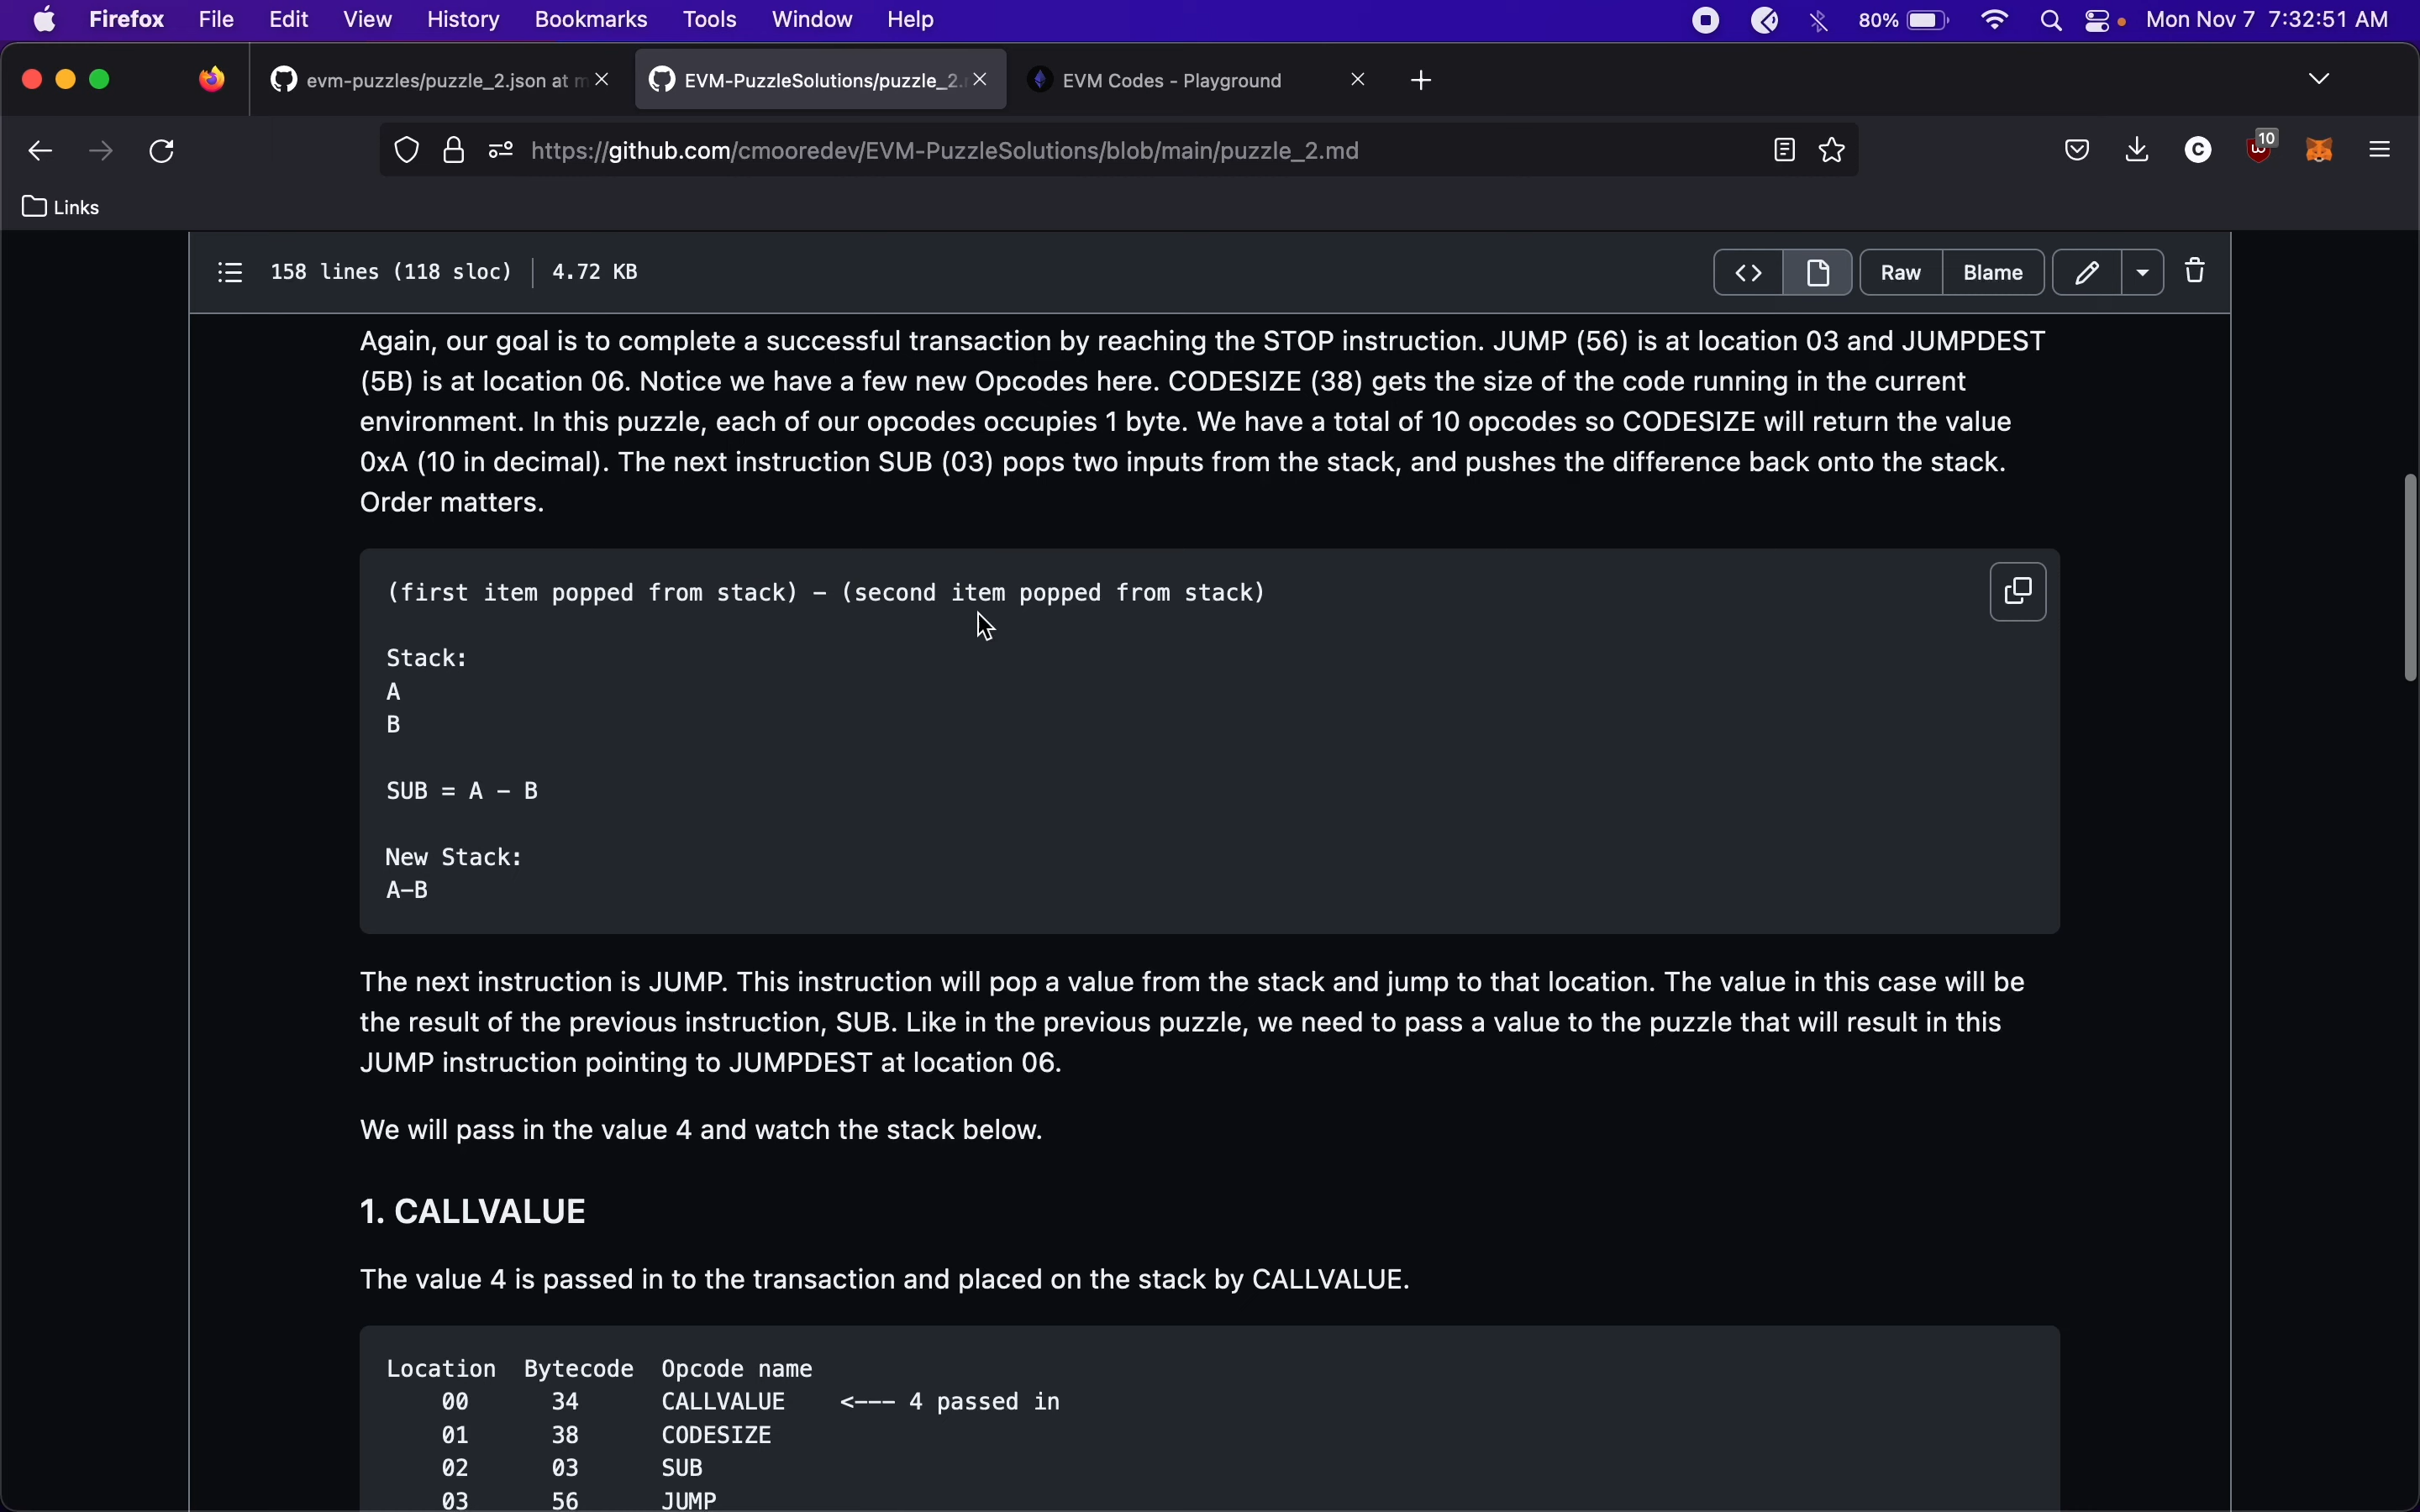 Firefox File Edit View History Bookmarks Tools Window Help 80% Mon Nov 7 7:32:51 AM
evm-puzzles/puzzle_2.json at m EVM-PuzzleSolutions/puzzle_2. EVM Codes - Playground
https://github.com/cmooredev/EVM-PuzzleSolutions/blob/main/puzzle_2.md 10
Links
158 lines (118 sloc) 4.72 KB Raw Blame
Again, our goal is to complete a successful transaction by reaching the STOP instruction. JUMP (56) is at location 03 and JUMPDEST
(5B) is at location 06. Notice we have a few new Opcodes here. CODESIZE (38) gets the size of the code running in the current
environment. In this puzzle, each of our opcodes occupies 1 byte. We have a total of 10 opcodes so CODESIZE will return the value
0xA (10 in decimal). The next instruction SUB (03) pops two inputs from the stack, and pushes the difference back onto the stack.
Order matters.
(first item popped from stack) - (second item popped from stack)
Stack:
A
B
SUB = A - B
New Stack:
A-B
The next instruction is JUMP. This instruction will pop a value from the stack and jump to that location. The value in this case will be
the result of the previous instruction, SUB. Like in the previous puzzle, we need to pass a value to the puzzle that will result in this
JUMP instruction pointing to JUMPDEST at location 06.
We will pass in the value 4 and watch the stack below.
1. CALLVALUE
The value 4 is passed in to the transaction and placed on the stack by CALLVALUE.
Location Bytecode Opcode name
00 34 CALLVALUE <--- 4 passed in
01 38 CODESIZE
02 03 SUB
03 56 JUMP